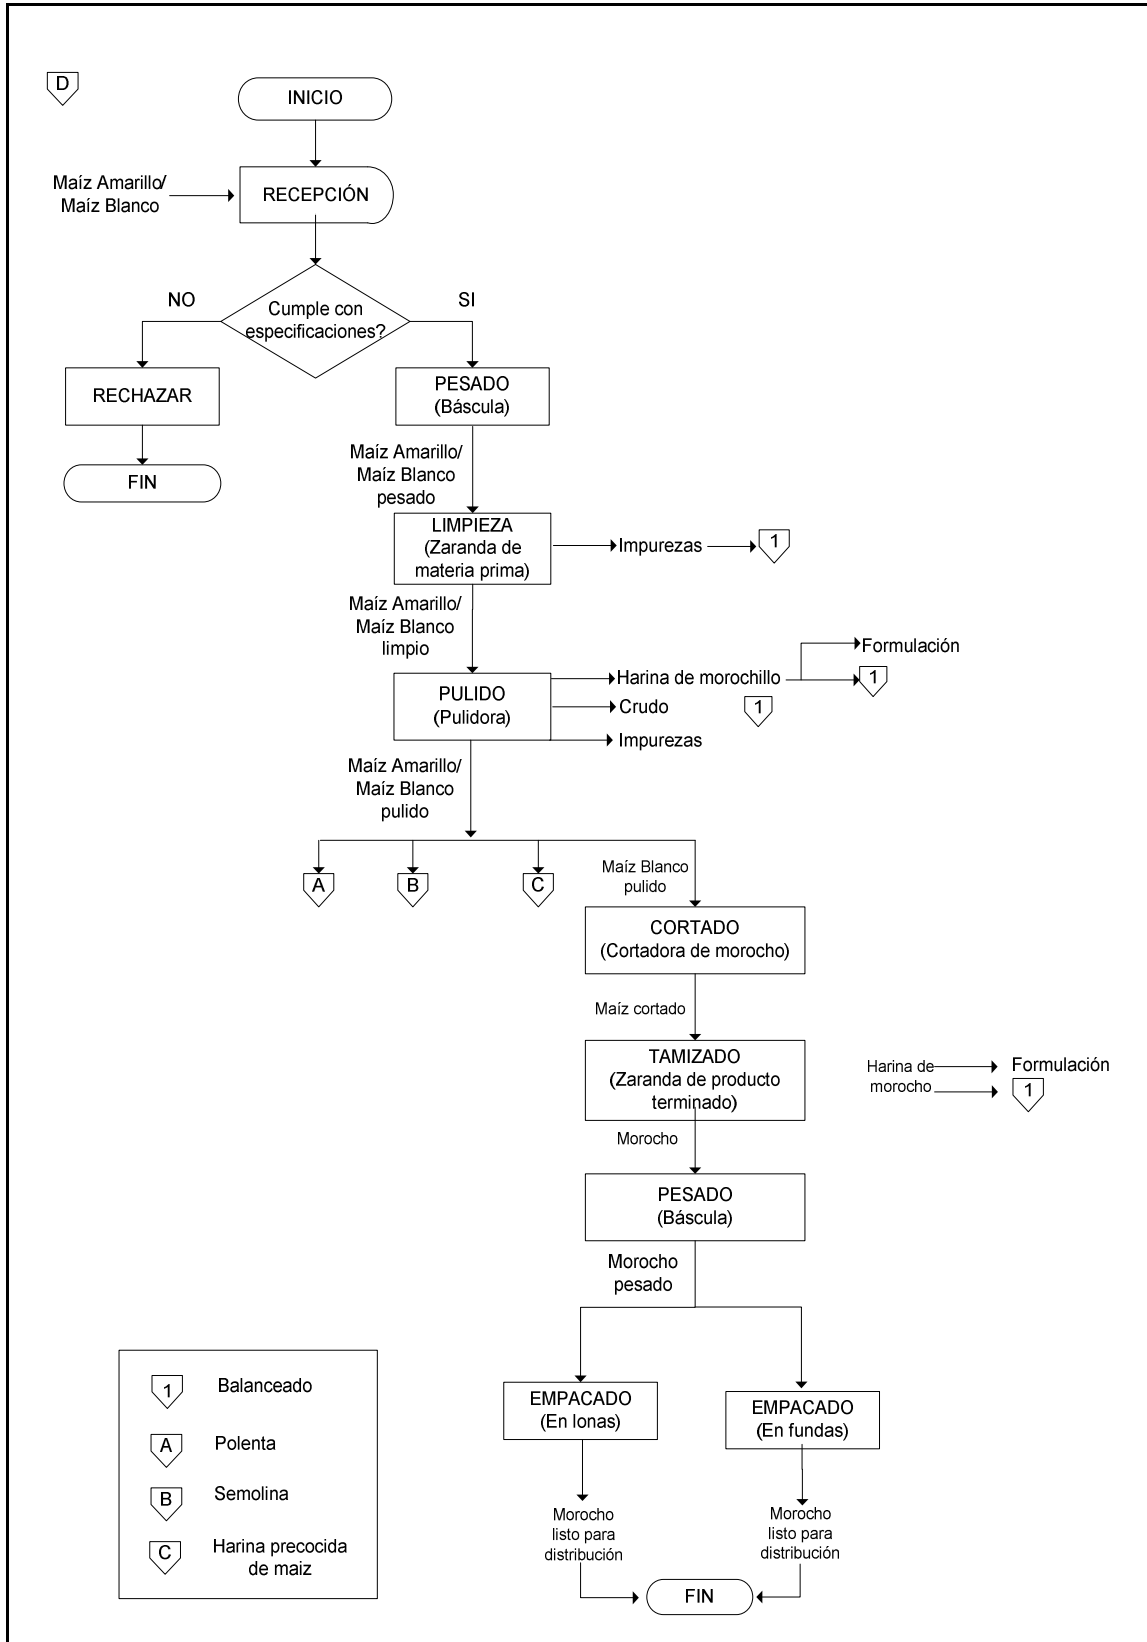 D
INICIO
Maíz Amarillo/
Maíz Blanco
RECEPCIÓN
Cumple con
especificaciones?
NO
SI
RECHAZAR
FIN
PESADO
(Báscula)
Maíz Amarillo/
Maíz Blanco
pesado
LIMPIEZA
(Zaranda de
materia prima)
Impurezas
1
Maíz Amarillo/
Maíz Blanco
limpio
PULIDO
(Pulidora)
Harina de morochillo
Formulación
1
Crudo
1
Impurezas
Maíz Amarillo/
Maíz Blanco
pulido
A
B
C
Maíz Blanco
pulido
CORTADO
(Cortadora de morocho)
Maíz cortado
TAMIZADO
(Zaranda de producto
terminado)
Harina de
morocho
Formulación
1
Morocho
PESADO
(Báscula)
Morocho
pesado
EMPACADO
(En lonas)
EMPACADO
(En fundas)
Morocho
listo para
distribución
Morocho
listo para
distribución
FIN
1 Balanceado
A Polenta
B Semolina
C Harina precocida
de maiz